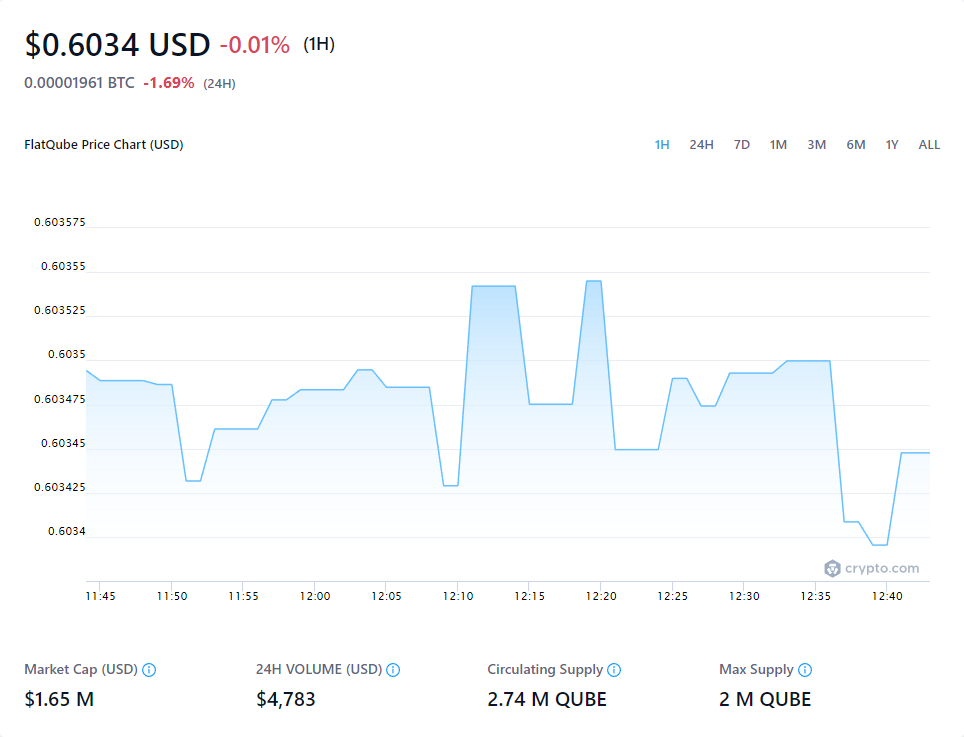 $0.6034 USD -0.01% (1H)
0.00001961 BTC -1.69% (24H)
FlatQube Price Chart (USD) 1H 24H 7D 1M 3M 6M 1Y ALL
0.603575
0.60355
0.603525
0.6035
0.603475
0.60345
0.603425
0.6034
crypto.com
11:45 11:50 11:55 12:00 12:05 12:10 12:15 12:20 12:25 12:30 12:35 12:40
Market Cap (USD) 24H VOLUME (USD) Circulating Supply Max Supply
$1.65 M $4,783 2.74 M QUBE 2 M QUBE